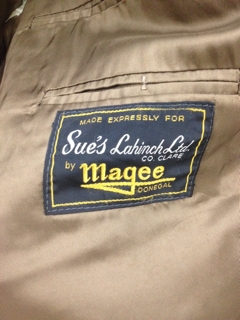 MADE EXPRESSLY FOR
Sue's Lahinch Ltd.
CO. CLARE
by Magee
DONEGAL